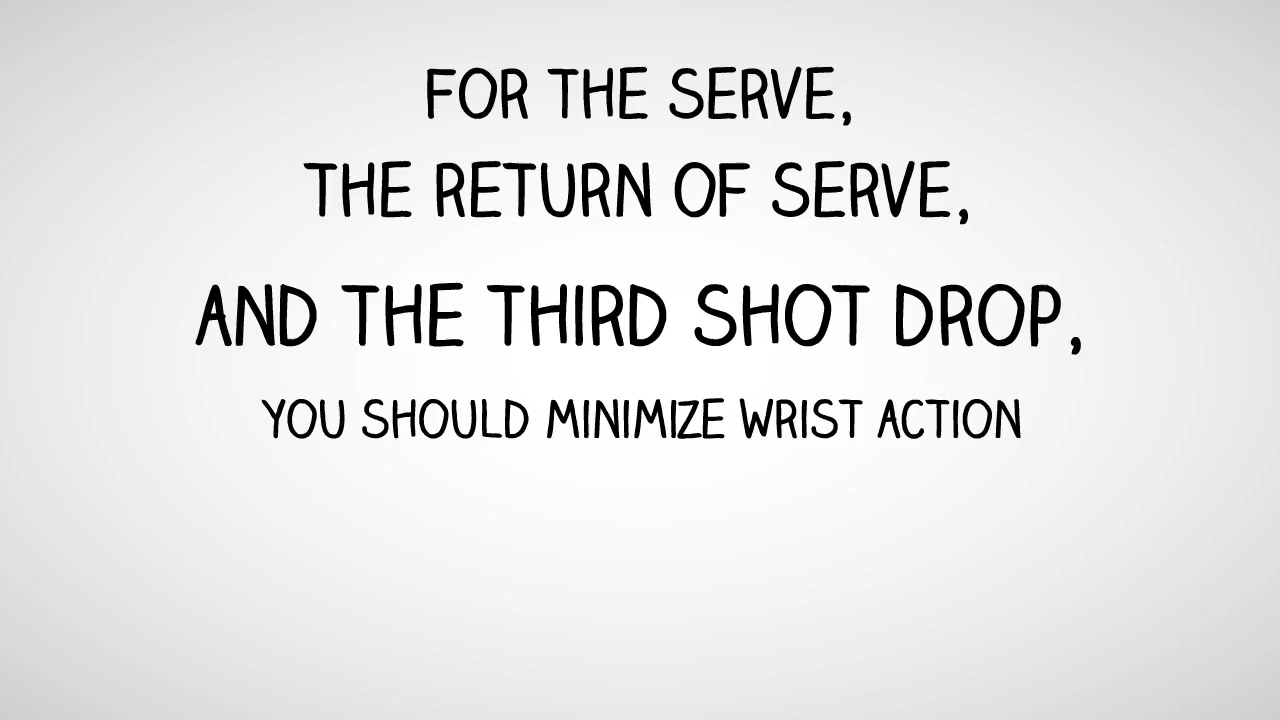 FOR THE SERVE,
THE RETURN OF SERVE,
AND THE THIRD SHOT DROP,
YOU SHOULD MINIMIZE WRIST ACTION